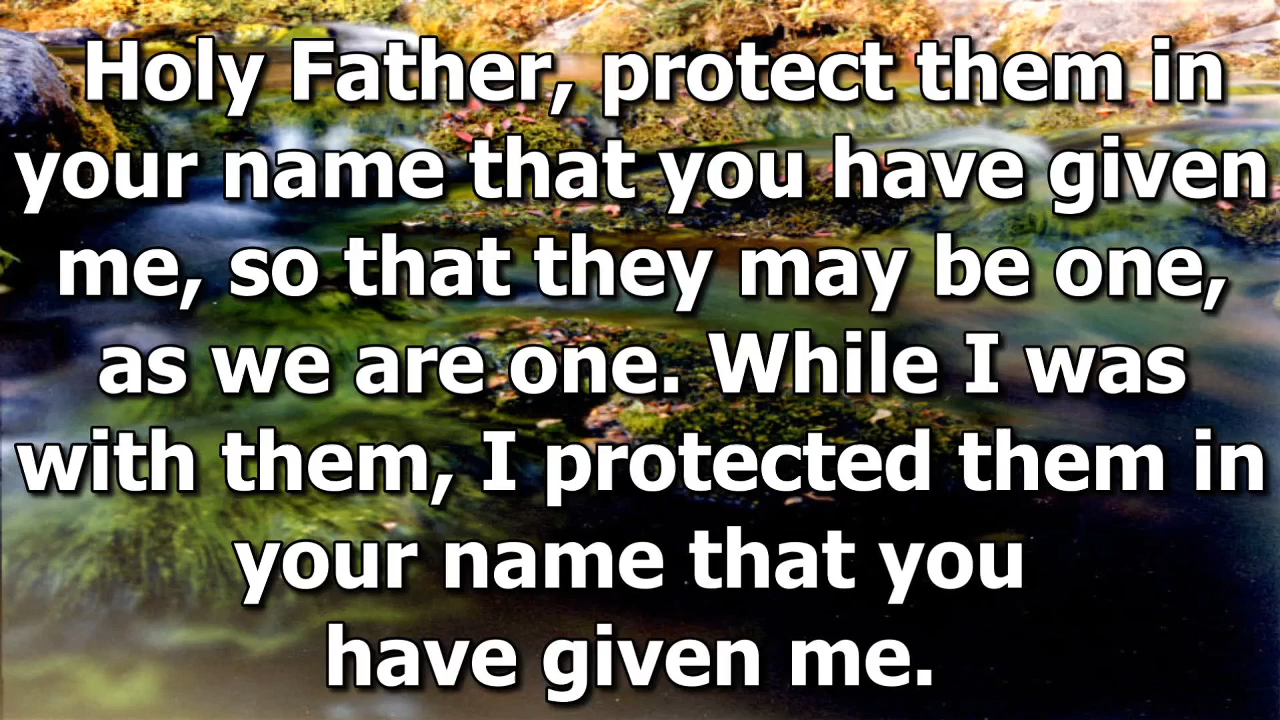 Holy Father, protect them in
your name that you have given
me, so that they may be one,
as we are one. While I was
with them, I protected them in
your name that you
have given me.